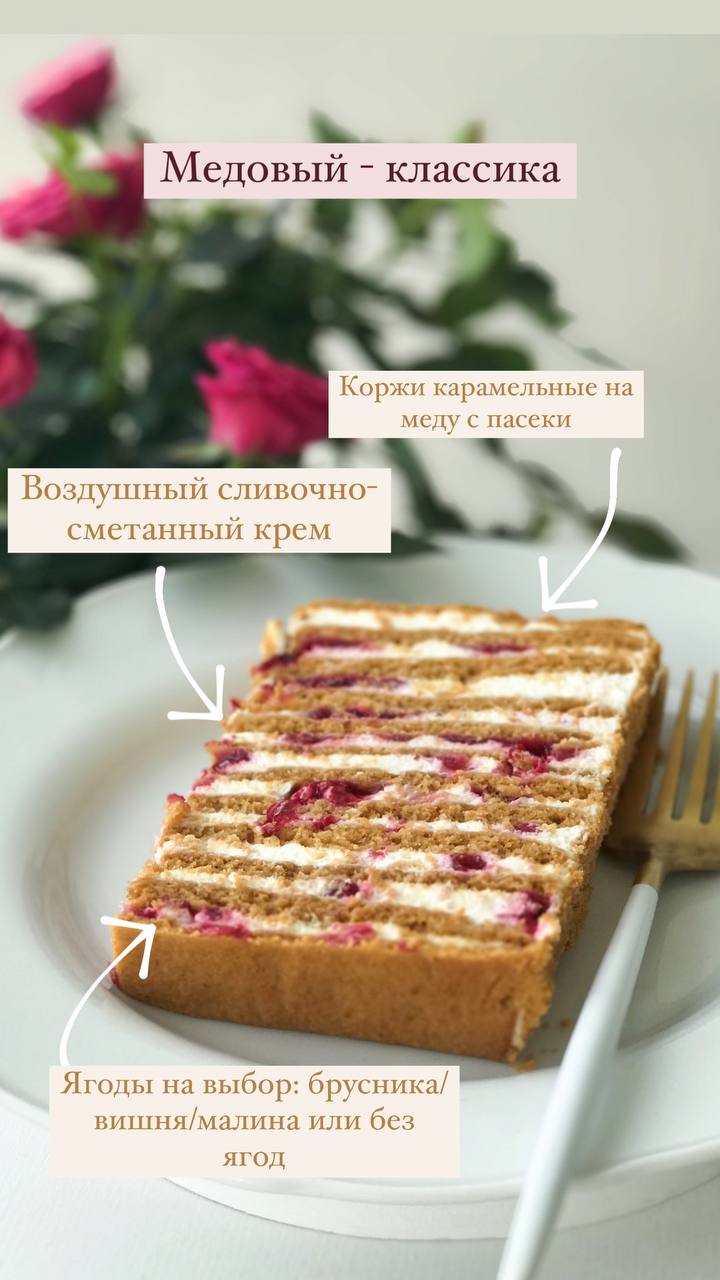 Медовый - классика
Коржи карамельные на
меду с пасеки
Воздушный сливочно-
сметанный крем
Ягоды на выбор: брусника/
вишня/малина или без
ягод